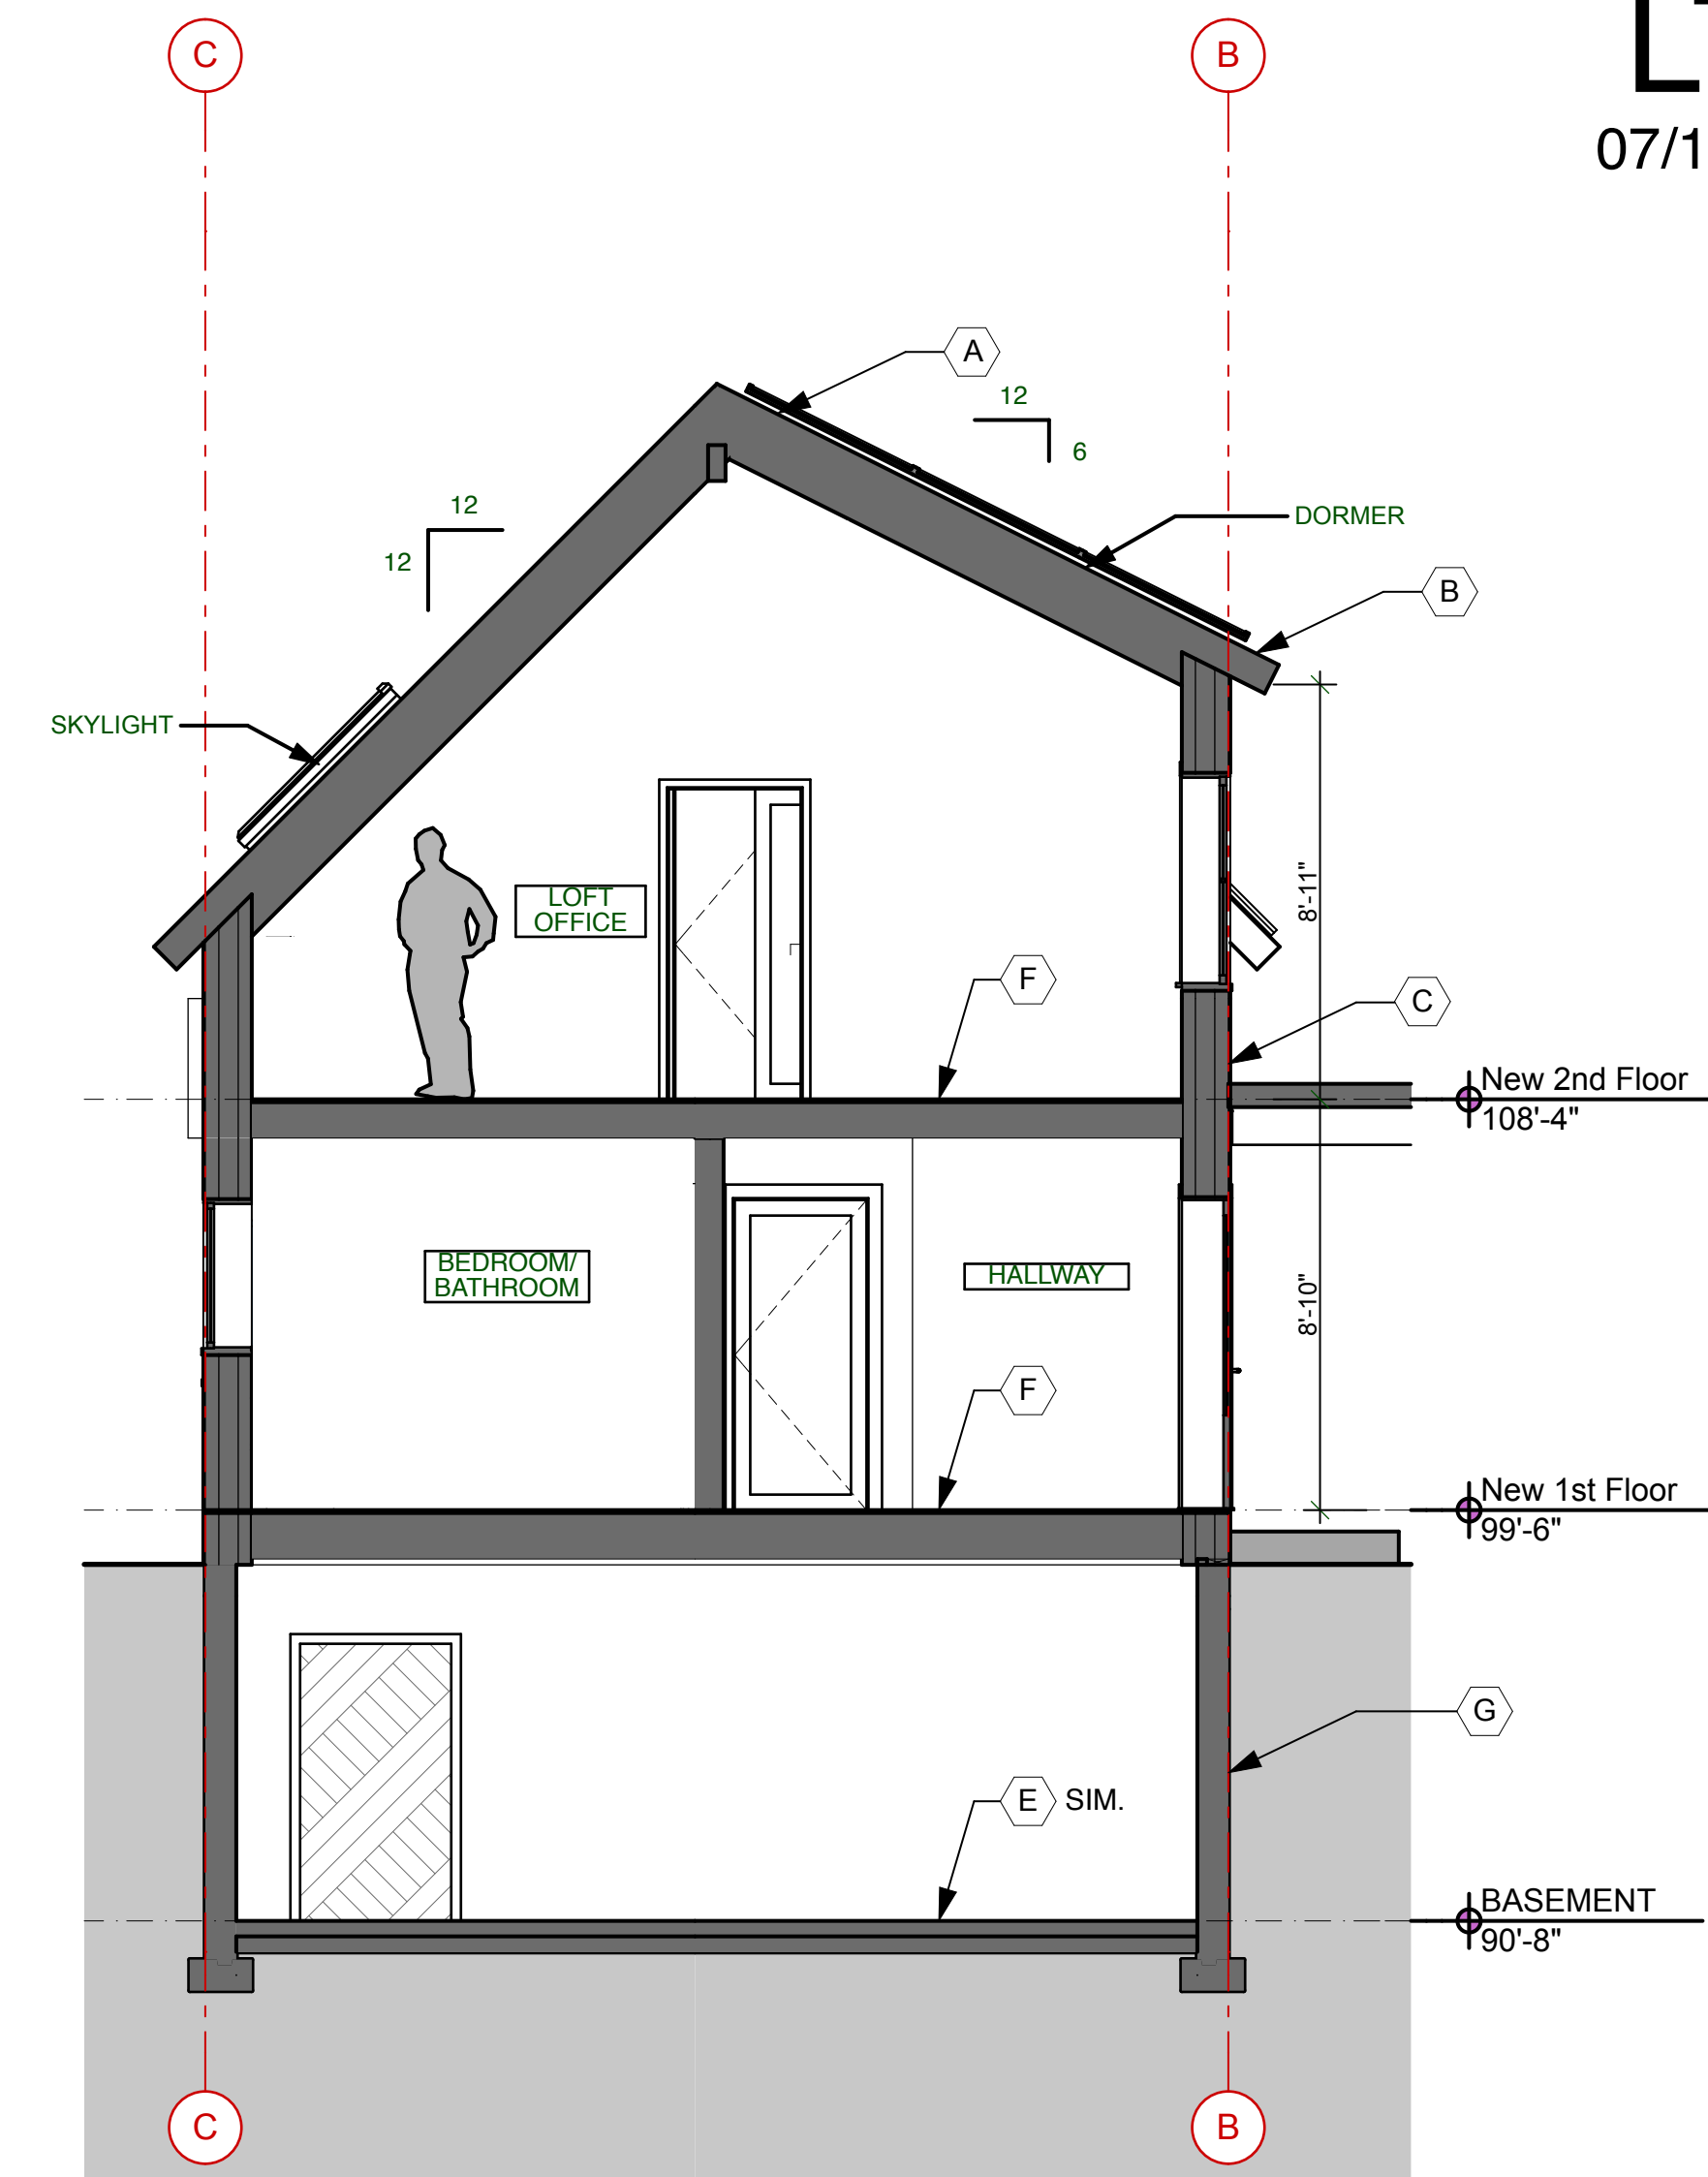 C
B
07/1
A
12
6
12
12
DORMER
B
SKYLIGHT
LOFT
OFFICE
8'-11"
F
C
New 2nd Floor
108'-4"
BEDROOM/
BATHROOM
HALLWAY
8'-10"
F
New 1st Floor
99'-6"
G
E SIM.
BASEMENT
90'-8"
C
B